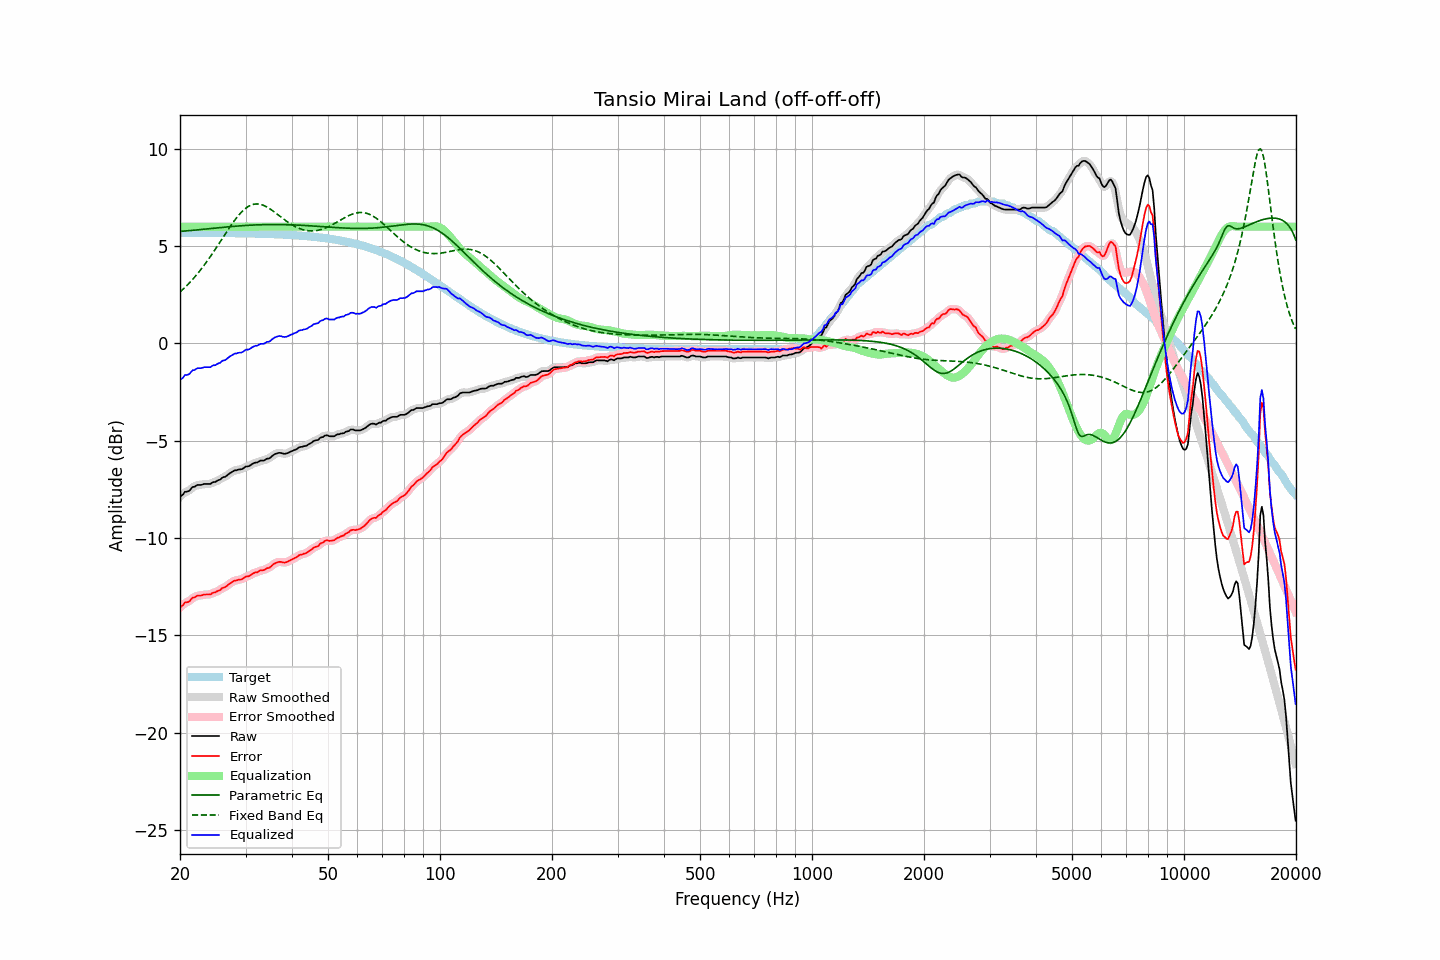 Tansio Mirai Land (off-off-off)
Amplitude (dBr)
10
5
0
−5
−10
−15
−20
−25
Target
Raw Smoothed
Error Smoothed
Raw
Error
Equalization
Parametric Eq
Fixed Band Eq
Equalized
20 50 100 200 500 1000 2000 5000 10000 20000
Frequency (Hz)